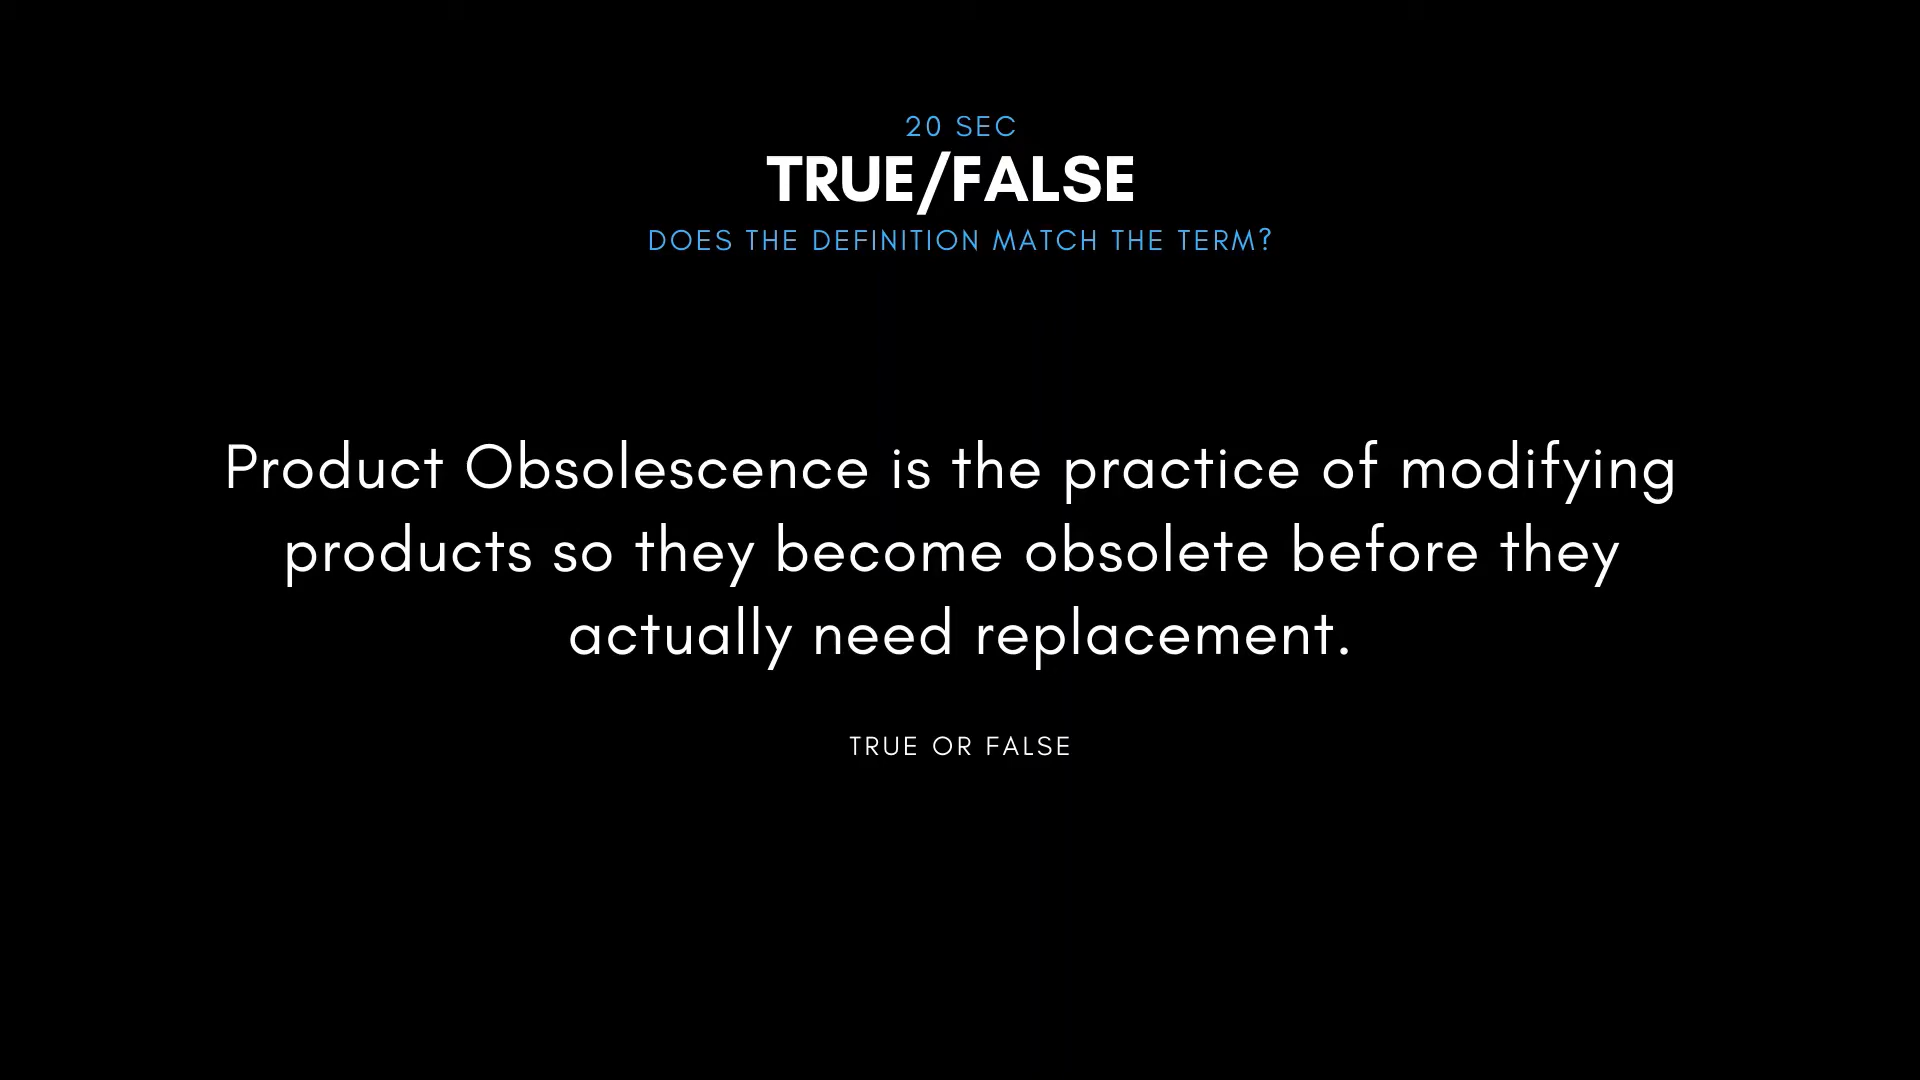 20 SEC
TRUE/FALSE
DOES THE DEFINITION MATCH THE TERM?
Product Obsolescence is the practice of modifying
products so they become obsolete before they
actually need replacement.
TRUE OR FALSE